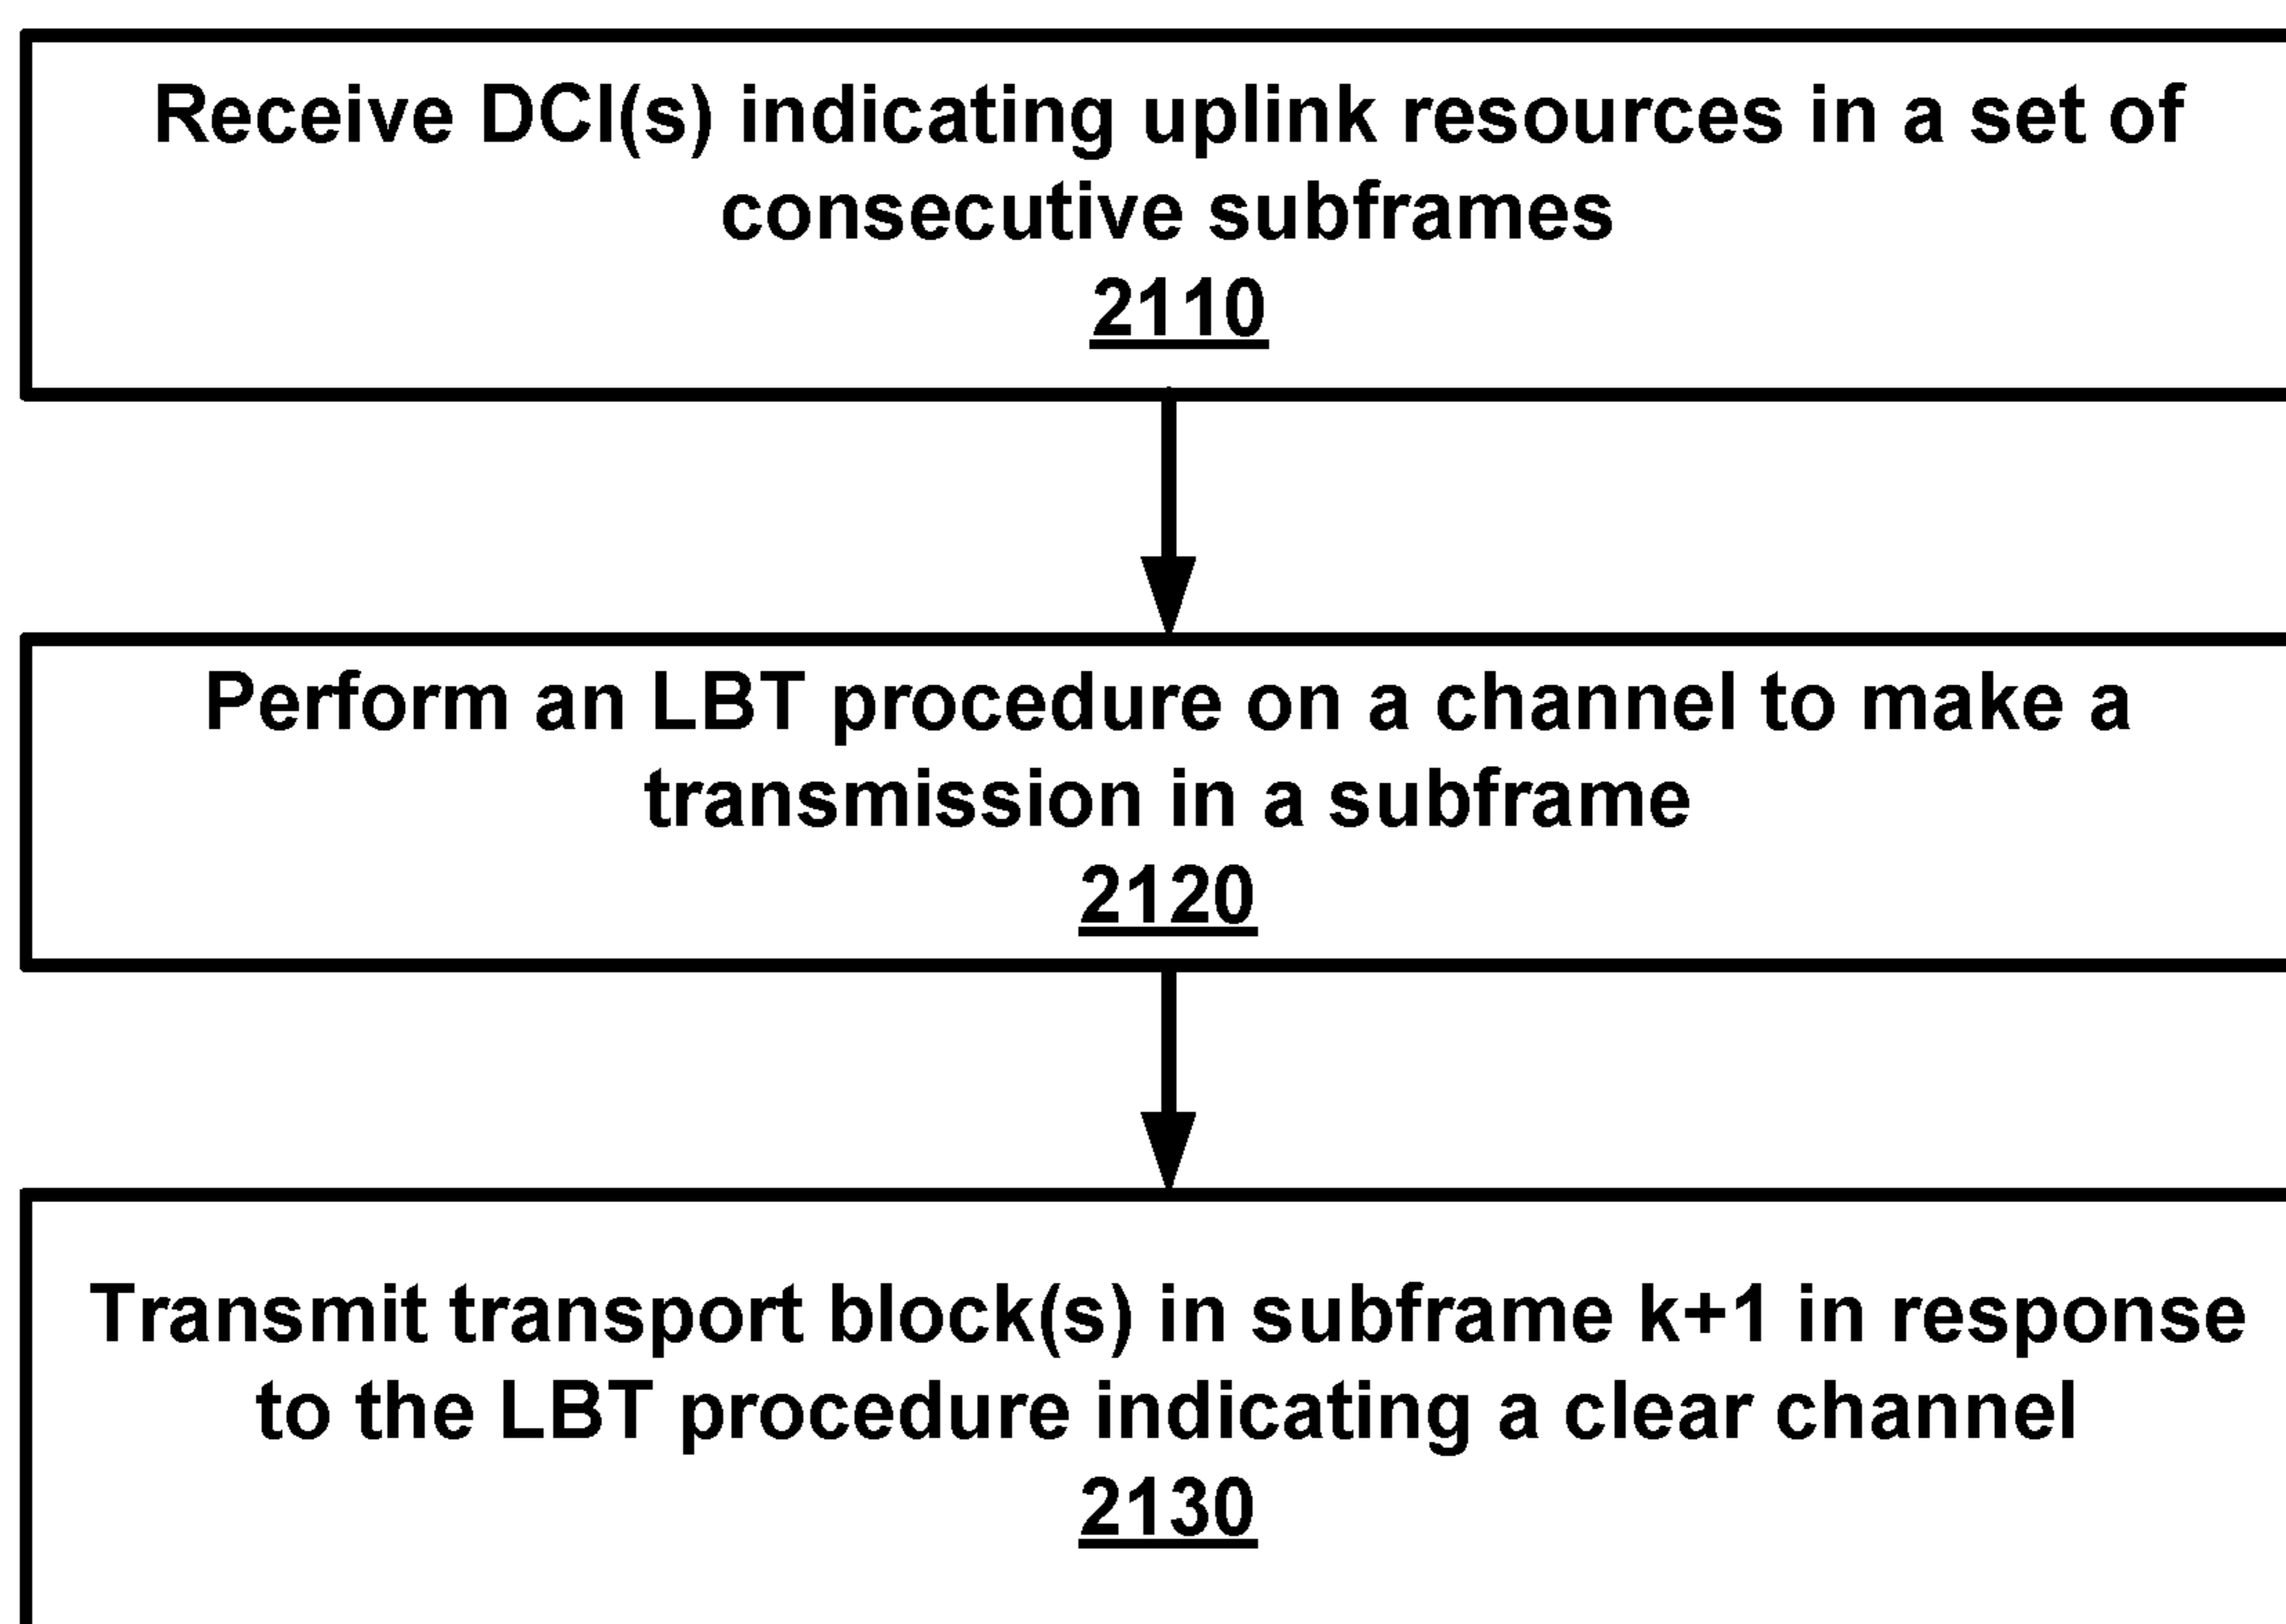 Receive DCI(s) indicating uplink resources in a set of
consecutive subframes
2110
Perform an LBT procedure on a channel to make a
transmission in a subframe
2120
Transmit transport block(s) in subframe k+1 in response
to the LBT procedure indicating a clear channel
2130